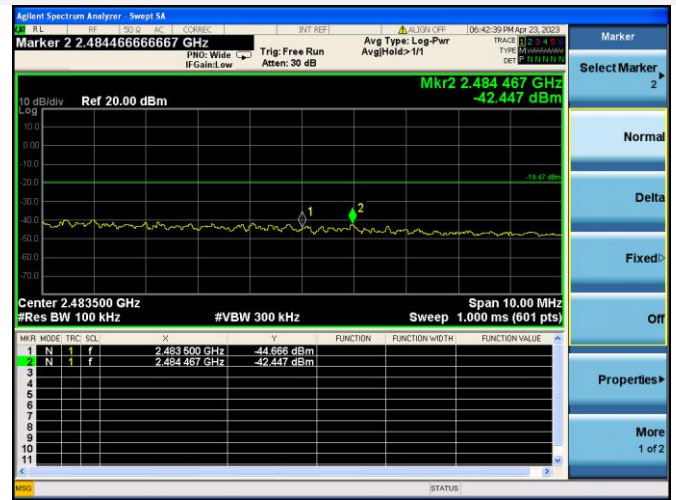 Agilent Spectrum Analyzer - Swept SA
RL RF 50 Ω AC CORREC INT REF ALIGN OFF 06:42:39 PM Apr 23, 2023
Marker 2 2.484466666667 GHz
PNO: Wide Trig: Free Run Avg Type: Log-Pwr TRACE 1 2 3 4 5 6
IFGain:Low Atten: 30 dB Avg|Hold:>1/1 TYPE
DET P N N N N N
Mkr2 2.484 467 GHz
10 dB/div Ref 20.00 dBm -42.447 dBm
Log
10.0
0.00
-10.0
-19.47 dBm
-20.0
-30.0
-40.0
1
2
-50.0
-60.0
-70.0
Center 2.483500 GHz Span 10.00 MHz
#Res BW 100 kHz #VBW 300 kHz Sweep 1.000 ms (601 pts)
MKR MODE TRC SCL X Y FUNCTION FUNCTION WIDTH FUNCTION VALUE
1 N 1 f 2.483 500 GHz -44.666 dBm
2 N 1 f 2.484 467 GHz -42.447 dBm
3
4
5
6
7
8
9
10
11
MSG STATUS
Marker
Select Marker
2
Normal
Delta
Fixed
Off
Properties
More
1 of 2